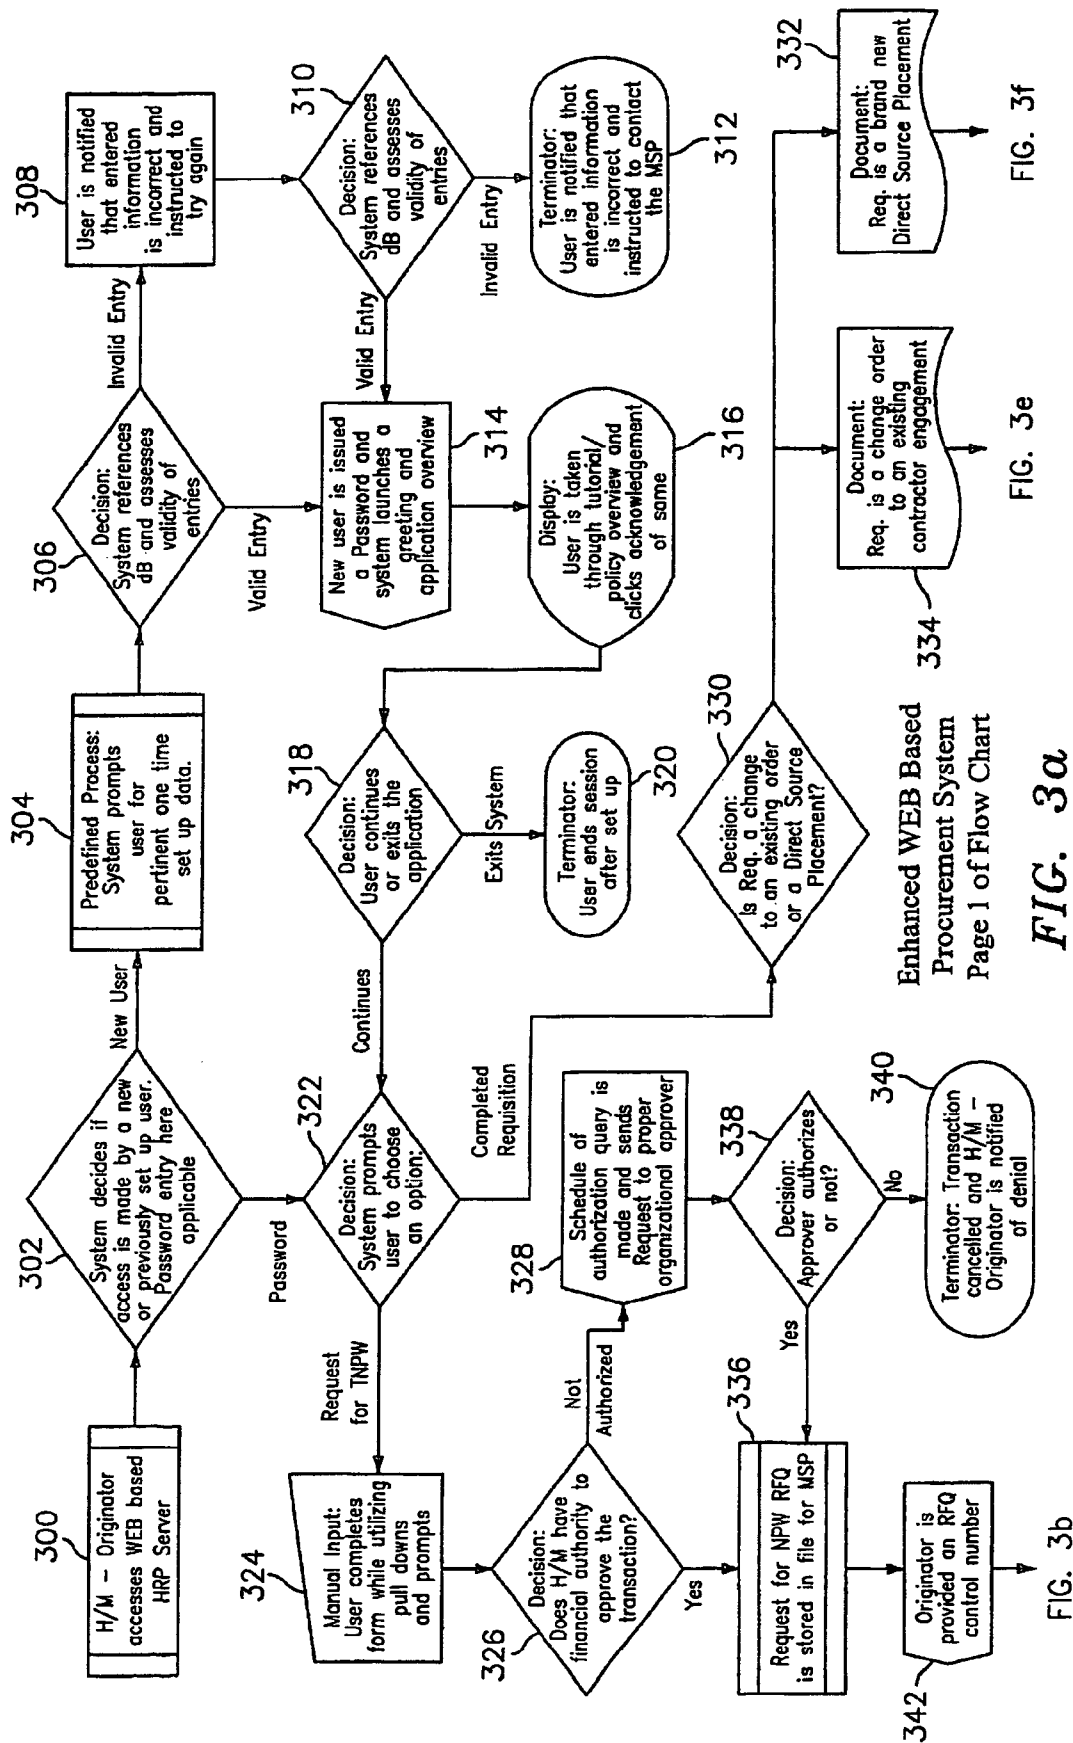 300
H/M - Originator
accesses WEB based
HRP Server
302
System decides if
access is made by a new
or previously set up user.
Password entry here
applicable
New User
Password
304
Predefined Process:
System prompts
user for
pertinent one time
set up data.
306
Decision:
System references
dB and assesses
validity of
entries
Invalid Entry
Valid Entry
308
User is notified
that entered
information
is incorrect and
instructed to
try again
310
Decision:
System references
dB and assesses
validity of
entries
Valid Entry
Invalid Entry
Terminator:
User is notified that
entered information
is incorrect and
instructed to contact
the MSP
312
New user is issued
a Password and
system launches a
greeting and
application overview
314
Display:
User is taken
through tutorial/
policy overview and
clicks acknowledgement
of same
316
318
Decision:
User continues
or exits the
application
Continues
Exits System
Terminator:
User ends session
after set up
320
322
Decision:
System prompts
user to choose
an option:
Request
for TNPW
Completed
Requisition
324
Manual Input:
User completes
form while utilizing
pull downs
and prompts
326
Decision:
Does H/M have
financial authority to
approve the
transaction?
Not
Authorized
Yes
328
Schedule of
authorization query is
made and sends
Request to proper
organizational approver
338
Decision:
Approver authorizes
or not?
Yes
No
340
Terminator: Transaction
cancelled and H/M -
Originator is notified
of denial
336
Request for NPW RFQ
is stored in file for MSP
342
Originator is
provided an RFQ
control number
FIG. 3b
330
Decision:
Is Req. a change
to an existing order
or a Direct Source
Placement?
334
Document:
Req. is a change order
to an existing
contractor engagement
FIG. 3e
332
Document:
Req. is a brand new
Direct Source Placement
FIG. 3f
Enhanced WEB Based
Procurement System
Page 1 of Flow Chart
FIG. 3a